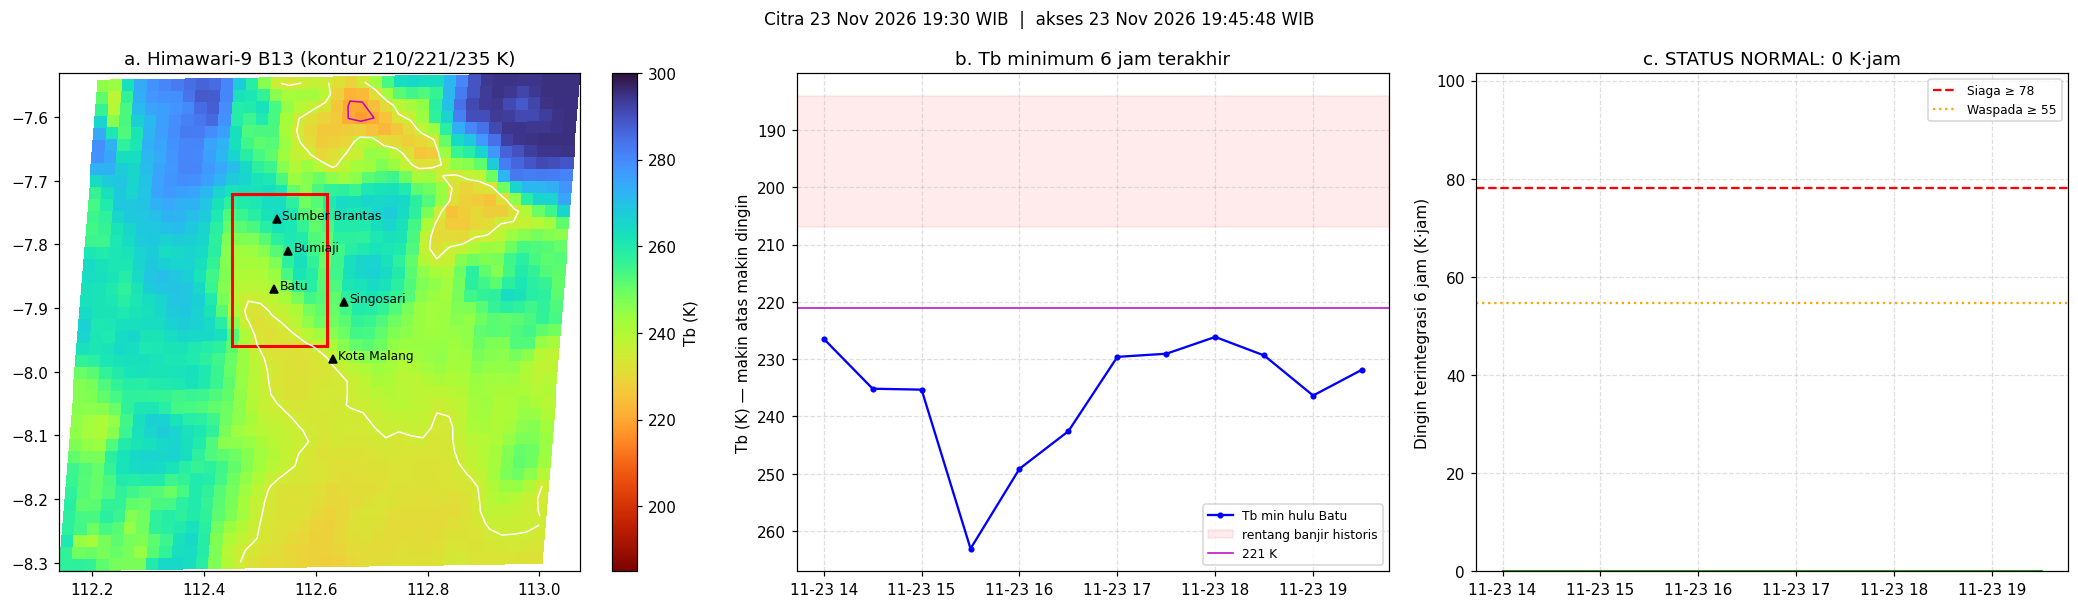 Citra 23 Nov 2026 19:30 WIB | akses 23 Nov 2026 19:45:48 WIB
a. Himawari-9 B13 (kontur 210/221/235 K)
−7.6
−7.7
−7.8
−7.9
−8.0
−8.1
−8.2
−8.3
112.2
112.4
112.6
112.8
113.0
Sumber Brantas
Bumiaji
Batu
Singosari
Kota Malang
300
280
260
240
220
200
Tb (K)
b. Tb minimum 6 jam terakhir
Tb (K) — makin atas makin dingin
190
200
210
220
230
240
250
260
11-23 14
11-23 15
11-23 16
11-23 17
11-23 18
11-23 19
Tb min hulu Batu
rentang banjir historis
221 K
c. STATUS NORMAL: 0 K·jam
Dingin terintegrasi 6 jam (K·jam)
100
80
60
40
20
0
11-23 14
11-23 15
11-23 16
11-23 17
11-23 18
11-23 19
Siaga ≥ 78
Waspada ≥ 55